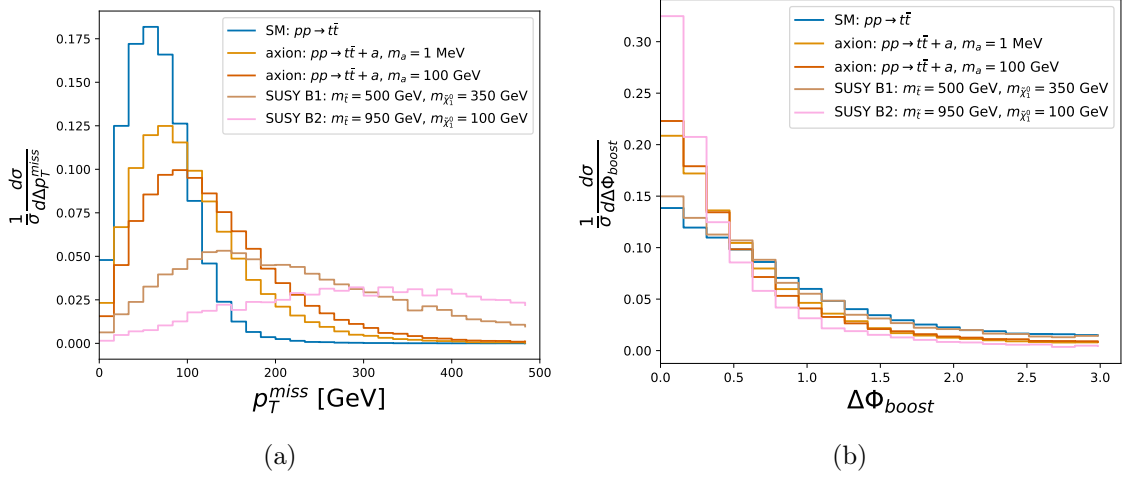 SM: pp → tt̄
axion: pp → tt̄ + a, mₐ = 1 MeV
axion: pp → tt̄ + a, mₐ = 100 GeV
SUSY B1: m_t̃ = 500 GeV, m_χ̃₁⁰ = 350 GeV
SUSY B2: m_t̃ = 950 GeV, m_χ̃₁⁰ = 100 GeV
0.175
0.150
0.125
0.100
0.075
0.050
0.025
0.000
1/σ dσ/dΔp_T^miss
0 100 200 300 400 500
p_T^miss [GeV]
(a)
SM: pp → tt̄
axion: pp → tt̄ + a, mₐ = 1 MeV
axion: pp → tt̄ + a, mₐ = 100 GeV
SUSY B1: m_t̃ = 500 GeV, m_χ̃₁⁰ = 350 GeV
SUSY B2: m_t̃ = 950 GeV, m_χ̃₁⁰ = 100 GeV
0.30
0.25
0.20
0.15
0.10
0.05
0.00
1/σ dσ/dΔΦ_boost
0.0 0.5 1.0 1.5 2.0 2.5 3.0
ΔΦ_boost
(b)